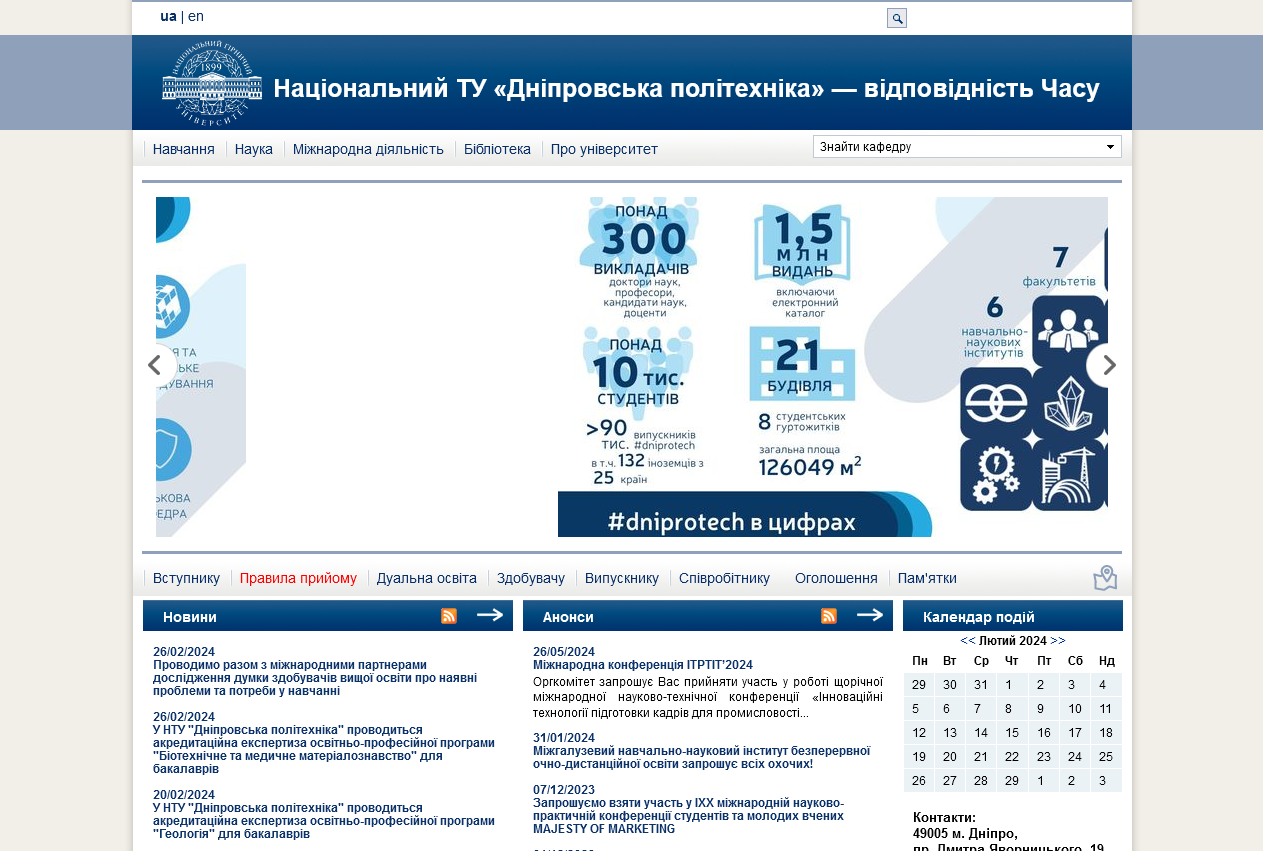 ua | en
НАЦІОНАЛЬНИЙ ГІРНИЧИЙ
1899
УНІВЕРСИТЕТ
Національний ТУ «Дніпровська політехніка» — відповідність Часу
Навчання Наука Міжнародна діяльність Бібліотека Про університет
Знайти кафедру
Я ТА
ЬКЕ
ДУВАННЯ
ЬКОВА
ЕДРА
ПОНАД
300
ВИКЛАДАЧІВ
доктори наук,
професори,
кандидати наук,
доценти
1,5
МЛН
ВИДАНЬ
включаючи
електронний
каталог
ПОНАД
10 ТИС.
СТУДЕНТІВ
>90 випускників
ТИС. #dniprotech
в т.ч. 132 іноземців з
25 країн
21
БУДІВЛЯ
8 студентських
гуртожитків
загальна площа
126049 м²
#dniprotech в цифрах
7
факультетів
6
навчально-
наукових
інститутів
Вступнику Правила прийому Дуальна освіта Здобувачу Випускнику Співробітнику Оголошення Пам'ятки
Новини
26/02/2024
Проводимо разом з міжнародними партнерами
дослідження думки здобувачів вищої освіти про наявні
проблеми та потреби у навчанні
26/02/2024
У НТУ "Дніпровська політехніка" проводиться
акредитаційна експертиза освітньо-професійної програми
"Біотехнічне та медичне матеріалознавство" для
бакалаврів
20/02/2024
У НТУ "Дніпровська політехніка" проводиться
акредитаційна експертиза освітньо-професійної програми
"Геологія" для бакалаврів
Анонси
26/05/2024
Міжнародна конференція ІТРТІТ’2024
Оргкомітет запрошує Вас прийняти участь у роботі щорічної
міжнародної науково-технічної конференції «Інноваційні
технології підготовки кадрів для промисловості...
31/01/2024
Міжгалузевий навчально-науковий інститут безперервної
очно-дистанційної освіти запрошує всіх охочих!
07/12/2023
Запрошуємо взяти участь у ІХХ міжнародній науково-
практичній конференції студентів та молодих вчених
MAJESTY OF MARKETING
Календар подій
<< Лютий 2024 >>
Пн Вт Ср Чт Пт Сб Нд
29 30 31 1 2 3 4
5 6 7 8 9 10 11
12 13 14 15 16 17 18
19 20 21 22 23 24 25
26 27 28 29 1 2 3
Контакти:
49005 м. Дніпро,
пр. Дмитра Яворницького, 19